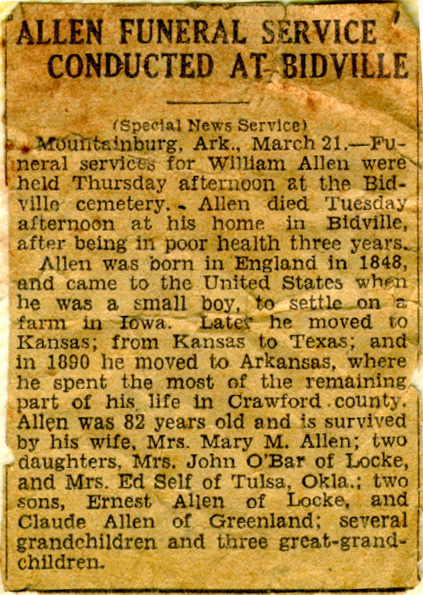 ALLEN FUNERAL SERVICE
CONDUCTED AT BIDVILLE
(Special News Service)
Mountainburg, Ark., March 21.—Fu-
neral services for William Allen were
held Thursday afternoon at the Bid-
ville cemetery. Allen died Tuesday
afternoon at his home in Bidville,
after being in poor health three years.
Allen was born in England in 1848,
and came to the United States when
he was a small boy, to settle on a
farm in Iowa. Later he moved to
Kansas; from Kansas to Texas; and
in 1890 he moved to Arkansas, where
he spent the most of the remaining
part of his life in Crawford county.
Allen was 82 years old and is survived
by his wife, Mrs. Mary M. Allen; two
daughters, Mrs. John O'Bar of Locke,
and Mrs. Ed Self of Tulsa, Okla.; two
sons, Ernest Allen of Locke, and
Claude Allen of Greenland; several
grandchildren and three great-grand-
children.